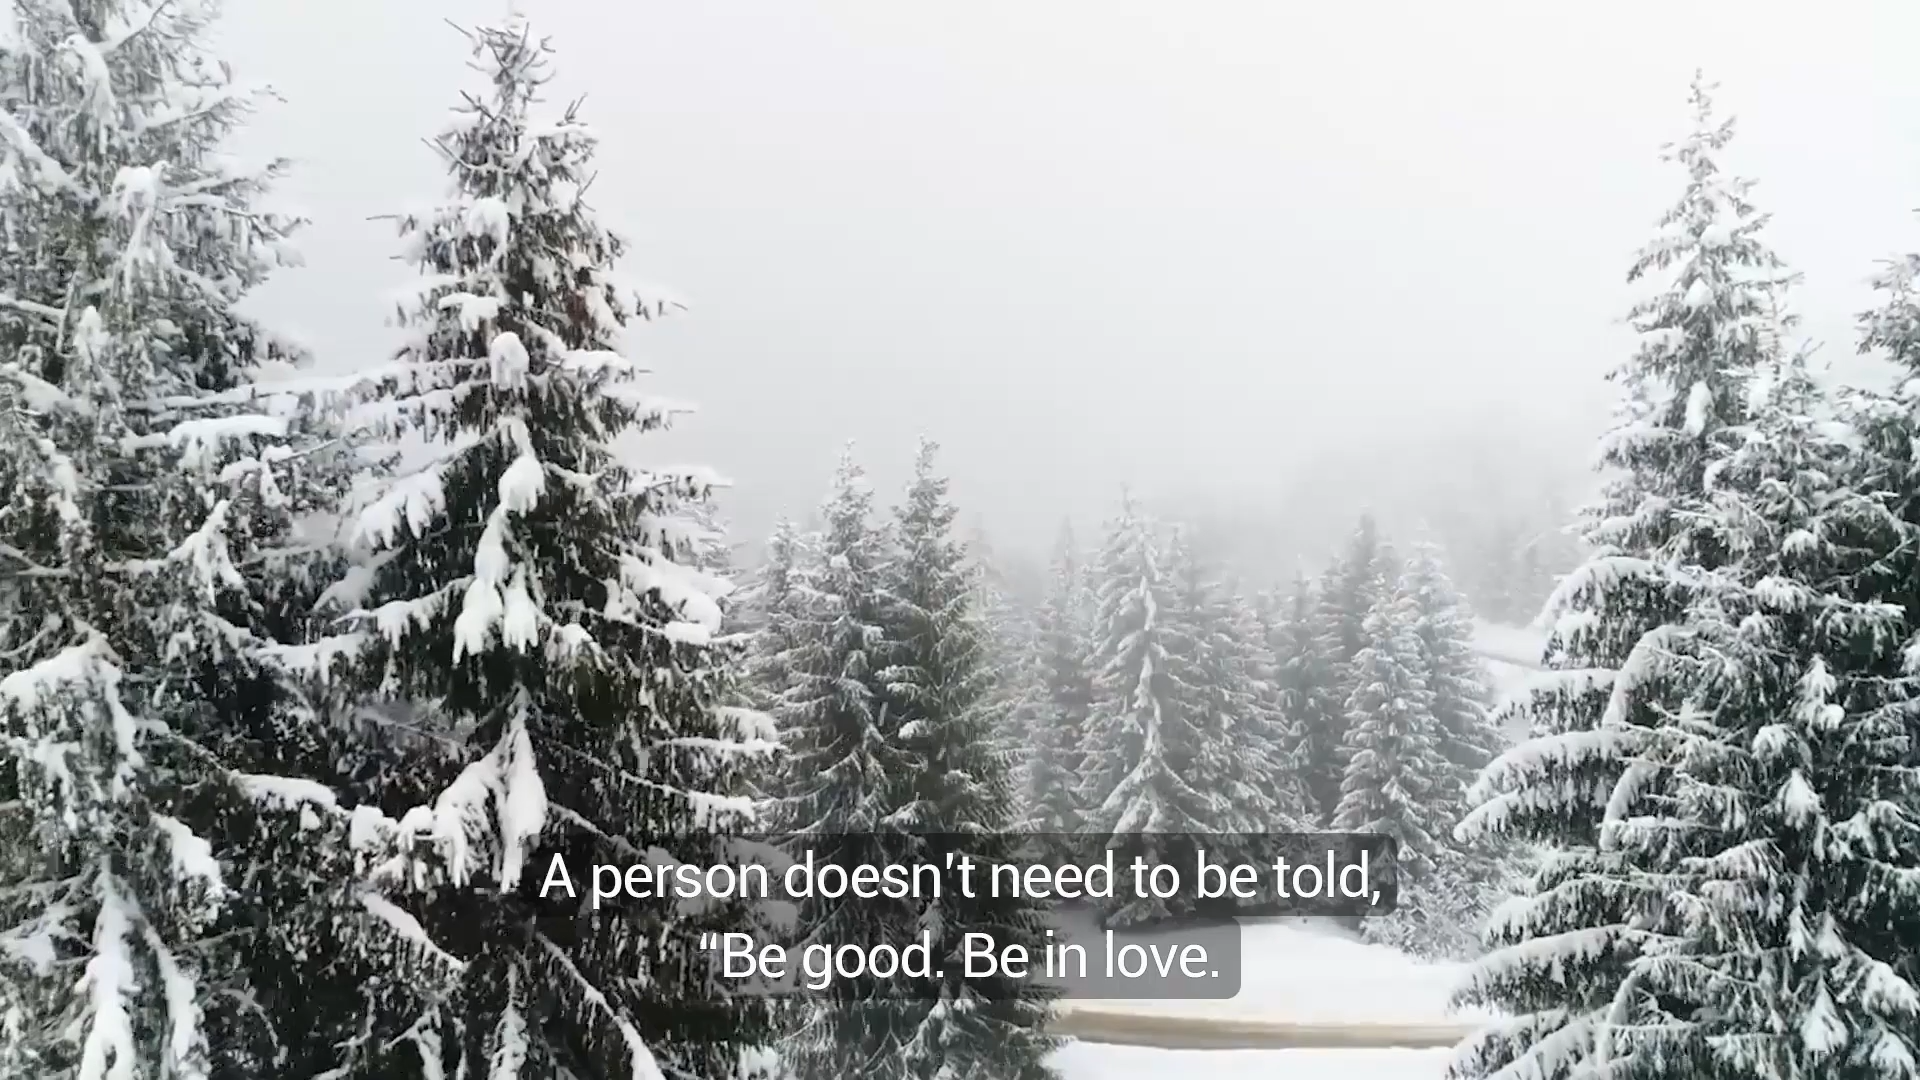 A person doesn't need to be told,
“Be good. Be in love.